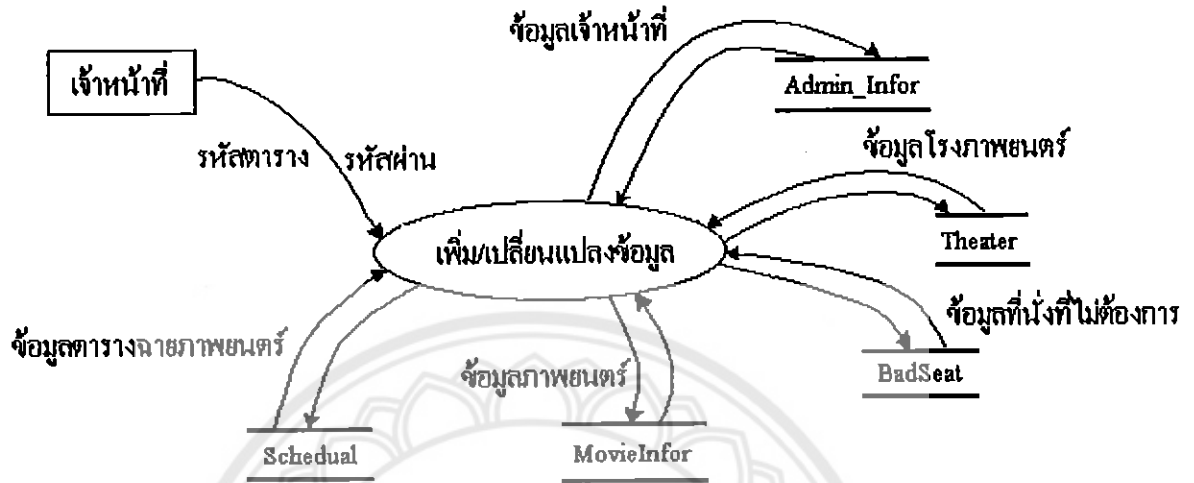 ข้อมูลเจ้าหน้าที่
เจ้าหน้าที่
Admin_Infor
รหัสตาราง
รหัสผ่าน
ข้อมูลโรงภาพยนตร์
Theater
เพิ่ม/เปลี่ยนแปลงข้อมูล
ข้อมูลที่นั่งที่ไม่ต้องการ
ข้อมูลตารางฉายภาพยนตร์
ข้อมูลภาพยนตร์
BadSeat
Schedual
MovieInfor